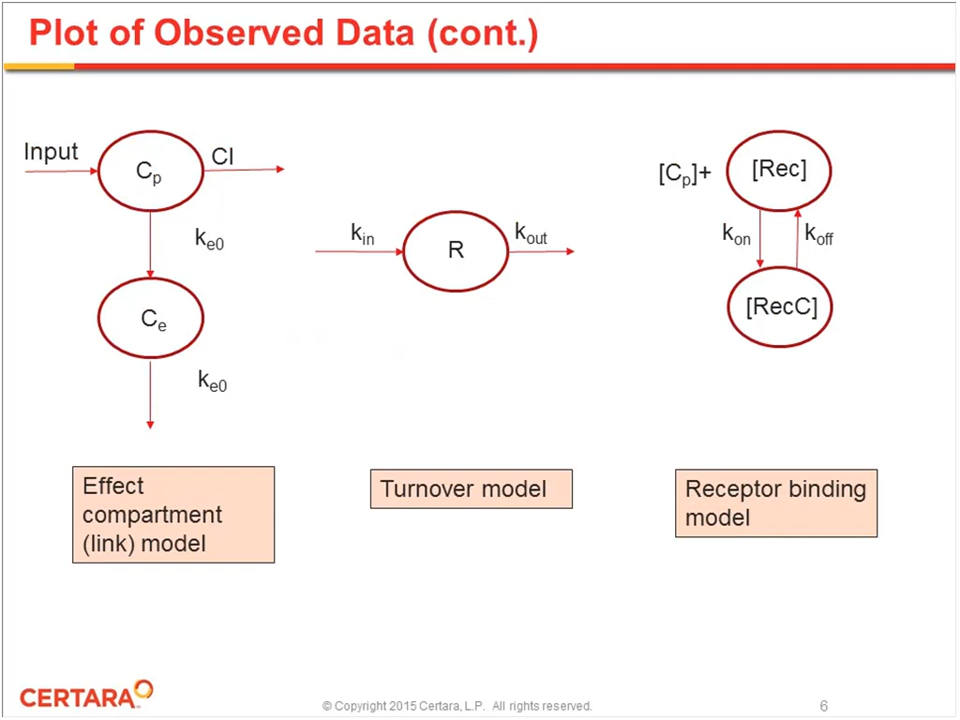 Plot of Observed Data (cont.)
Input
Cp
Cl
ke0
Ce
ke0
kin
R
kout
[Cp]+
[Rec]
kon
koff
[RecC]
Effect
compartment
(link) model
Turnover model
Receptor binding
model
CERTARA
© Copyright 2015 Certara, L.P. All rights reserved.
6